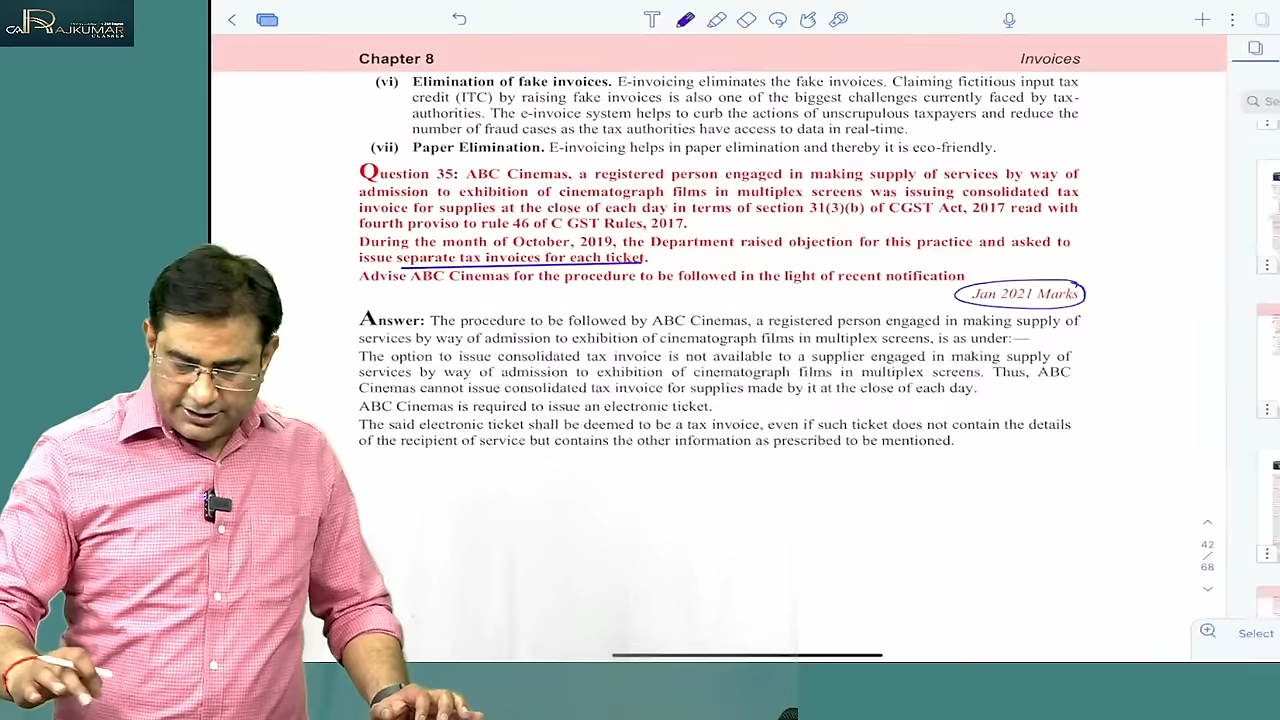 RAJKUMAR
CLASSES
Chapter 8
Invoices
(vi) Elimination of fake invoices. E-invoicing eliminates the fake invoices. Claiming fictitious input tax
credit (ITC) by raising fake invoices is also one of the biggest challenges currently faced by tax-
authorities. The e-invoice system helps to curb the actions of unscrupulous taxpayers and reduce the
number of fraud cases as the tax authorities have access to data in real-time.
(vii) Paper Elimination. E-invoicing helps in paper elimination and thereby it is eco-friendly.
Question 35: ABC Cinemas, a registered person engaged in making supply of services by way of
admission to exhibition of cinematograph films in multiplex screens was issuing consolidated tax
invoice for supplies at the close of each day in terms of section 31(3)(b) of CGST Act, 2017 read with
fourth proviso to rule 46 of C GST Rules, 2017.
During the month of October, 2019, the Department raised objection for this practice and asked to
issue separate tax invoices for each ticket.
Advise ABC Cinemas for the procedure to be followed in the light of recent notification
Jan 2021 Marks
Answer: The procedure to be followed by ABC Cinemas, a registered person engaged in making supply of
services by way of admission to exhibition of cinematograph films in multiplex screens, is as under:—
The option to issue consolidated tax invoice is not available to a supplier engaged in making supply of
services by way of admission to exhibition of cinematograph films in multiplex screens. Thus, ABC
Cinemas cannot issue consolidated tax invoice for supplies made by it at the close of each day.
ABC Cinemas is required to issue an electronic ticket.
The said electronic ticket shall be deemed to be a tax invoice, even if such ticket does not contain the details
of the recipient of service but contains the other information as prescribed to be mentioned.
42
68
Se
Select